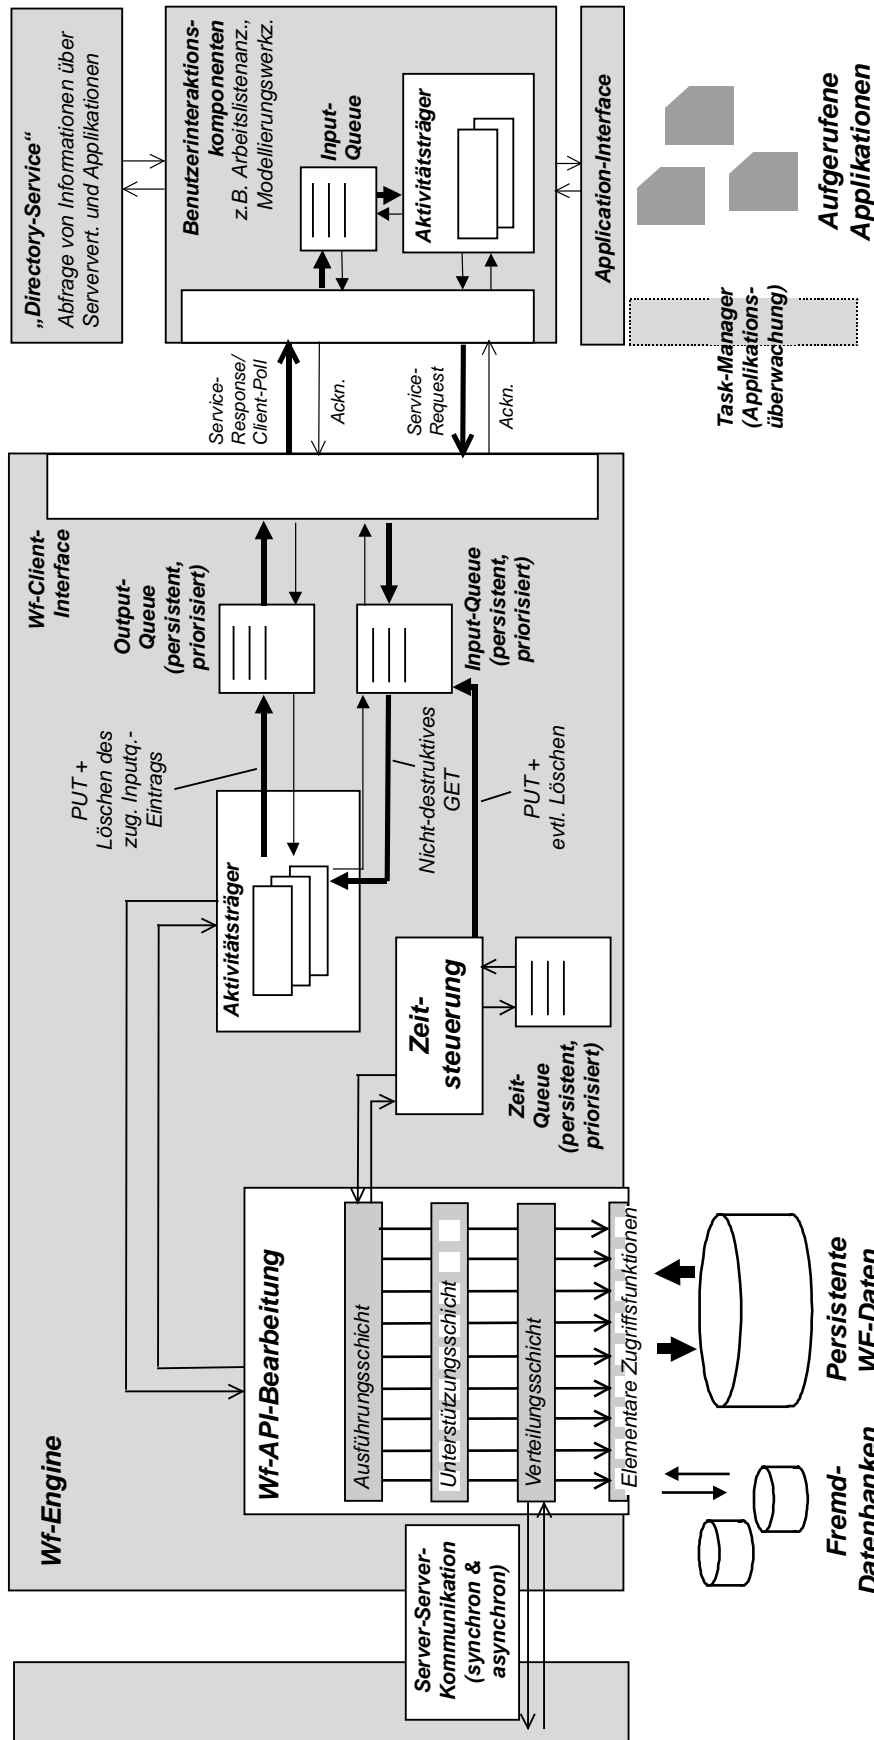 „Directory-Service“
Abfrage von Informationen über
Serververt. und Applikationen
Benutzerinteraktions-
komponenten
z.B. Arbeitslistenanz.,
Modellierungswerkz.
Input-
Queue
Aktivitätsträger
Application-Interface
Aufgerufene
Applikationen
Task-Manager
(Applikations-
überwachung)
Service-
Response/
Client-Poll
Ackn.
Service-
Request
Ackn.
Wf-Client-
Interface
Output-
Queue
(persistent,
priorisiert)
Input-Queue
(persistent,
priorisiert)
PUT +
Löschen des
zug. Inputq.-
Eintrags
Nicht-destruktives
GET
PUT +
evtl. Löschen
Aktivitätsträger
Zeit-
steuerung
Zeit-
Queue
(persistent,
priorisiert)
Wf-Engine
Wf-API-Bearbeitung
Ausführungsschicht
Unterstützungsschicht
Verteilungsschicht
Elementare Zugriffsfunktionen
Server-Server-
Kommunikation
(synchron &
asynchron)
Persistente
WF-Daten
Fremd-
Datenbanken